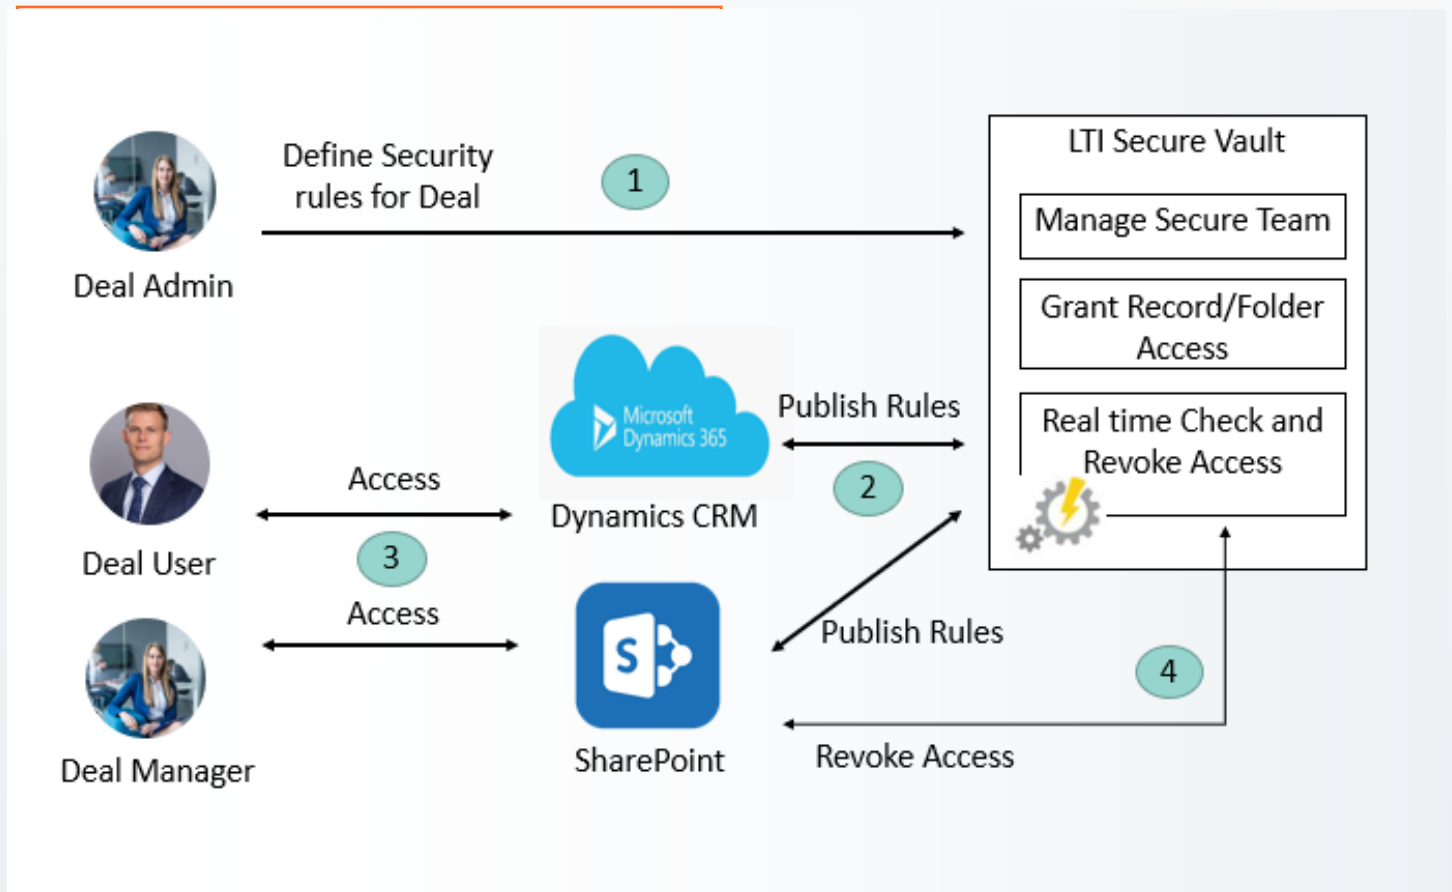 Define Security
rules for Deal
1
Deal Admin
LTI Secure Vault
Manage Secure Team
Grant Record/Folder
Access
Real time Check and
Revoke Access
Microsoft
Dynamics 365
Publish Rules
2
Dynamics CRM
Access
3
Deal User
Access
S
Publish Rules
4
Deal Manager
SharePoint
Revoke Access